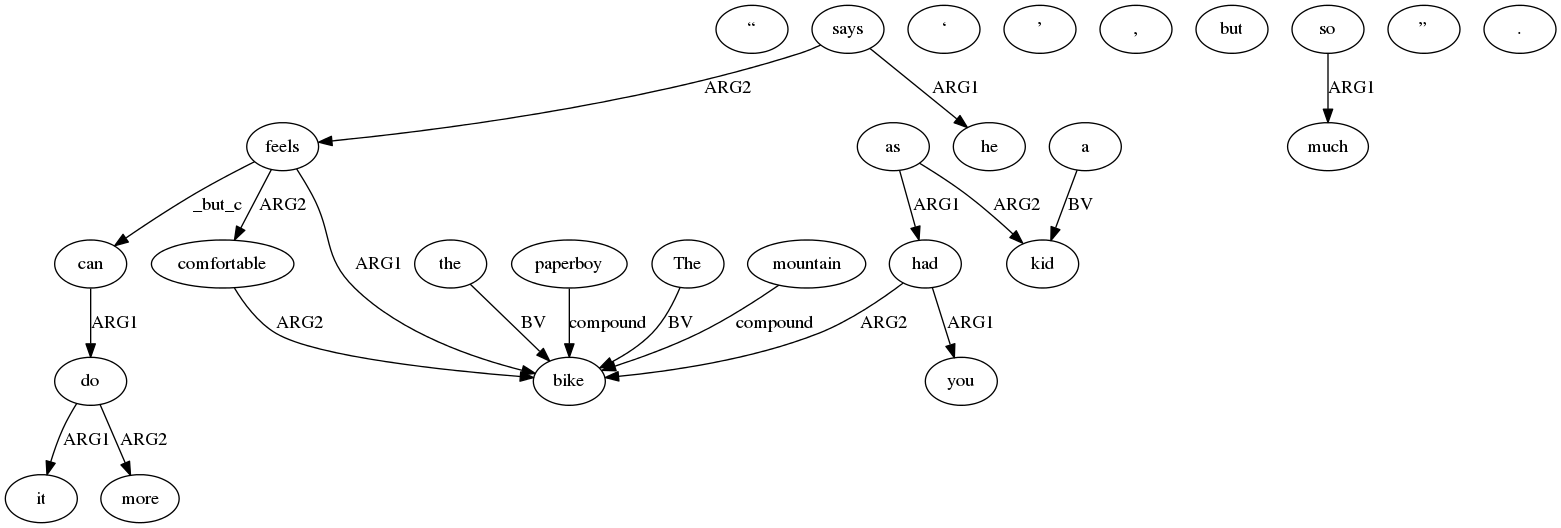 “ says ‘ ’ , but so ” .
ARG2 ARG1 ARG1
feels as he a much
_but_c ARG2 ARG1 ARG1 ARG2 BV
can comfortable the paperboy The mountain had kid
ARG1 ARG2 BV compound BV compound ARG2 ARG1
do bike you
ARG1 ARG2
it more